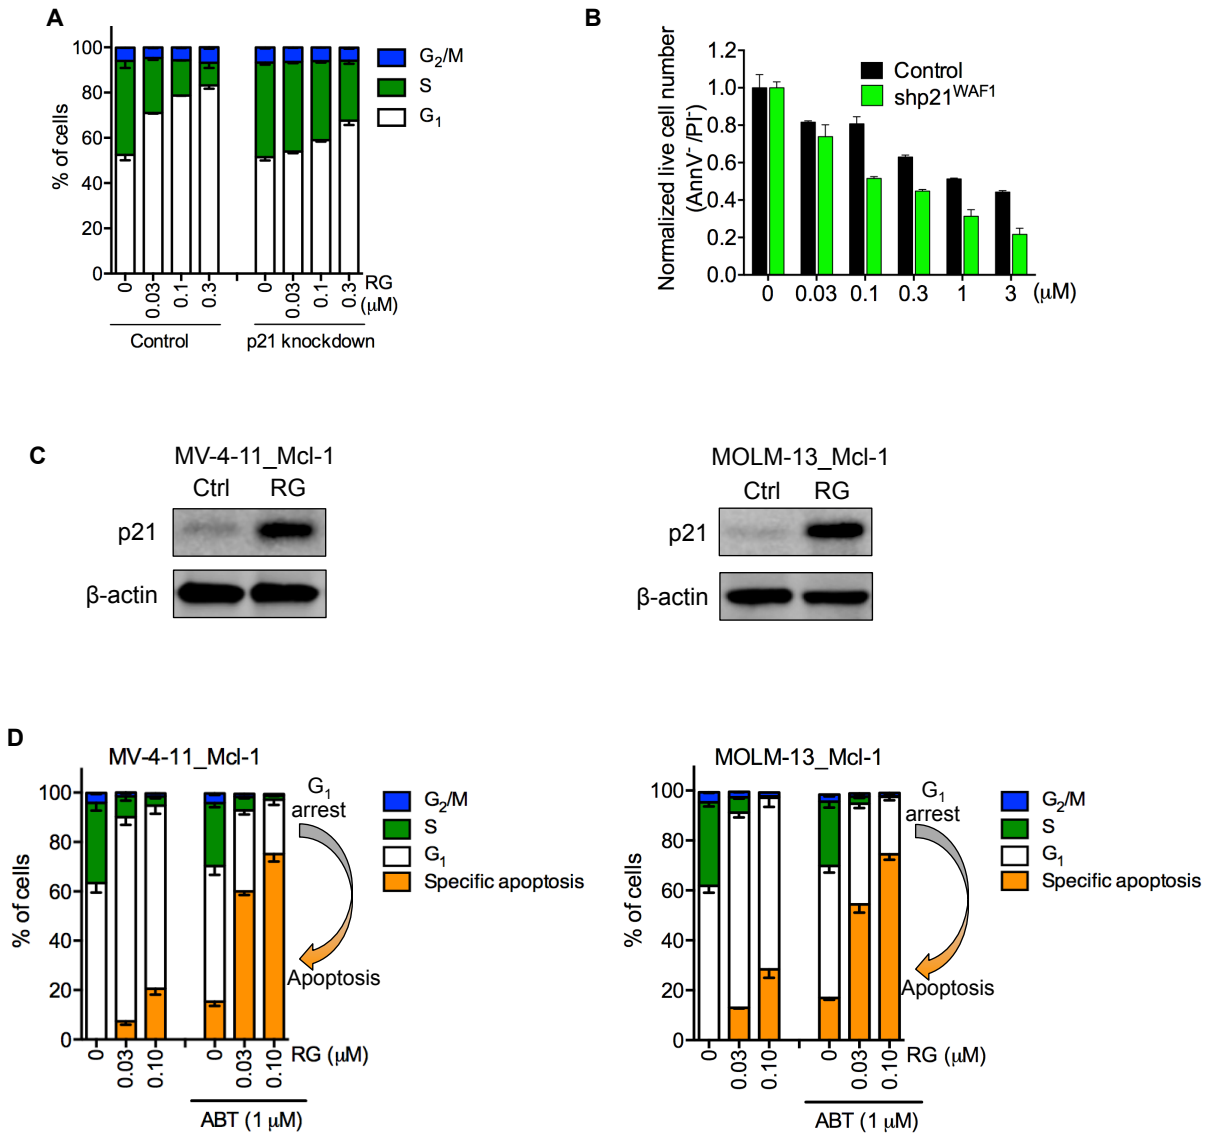 A
% of cells
100
80
60
40
20
0
G2/M
S
G1
0
0.03
0.1
0.3
0
0.03
0.1
0.3
RG
(μM)
Control
p21 knockdown
B
Normalized live cell number
(AnnV-/PI-)
1.2
1.0
0.8
0.6
0.4
0.2
0.0
Control
shp21WAF1
0 0.03 0.1 0.3 1 3 (μM)
C
MV-4-11_Mcl-1
Ctrl RG
p21
β-actin
MOLM-13_Mcl-1
Ctrl RG
p21
β-actin
D
MV-4-11_Mcl-1
% of cells
100
80
60
40
20
0
G1
arrest
Apoptosis
G2/M
S
G1
Specific apoptosis
0
0.03
0.10
0
0.03
0.10
RG (μM)
ABT (1 μM)
MOLM-13_Mcl-1
% of cells
100
80
60
40
20
0
G1
arrest
Apoptosis
G2/M
S
G1
Specific apoptosis
0
0.03
0.10
0
0.03
0.10
RG (μM)
ABT (1 μM)